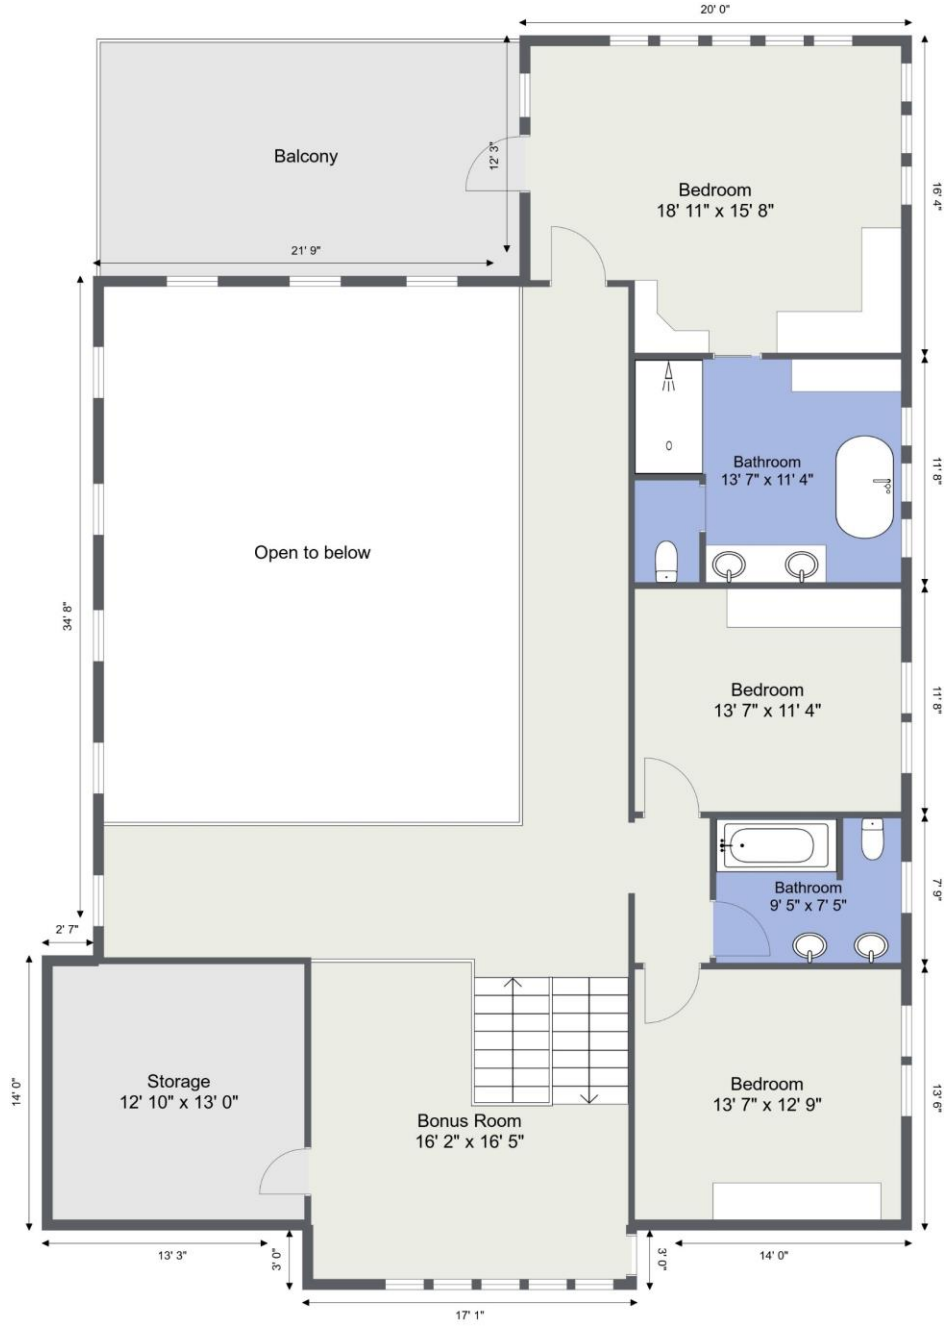 20' 0"
Balcony
12' 3"
Bedroom
18' 11" x 15' 8"
16' 4"
21' 9"
Bathroom
13' 7" x 11' 4"
11' 8"
Open to below
34' 8"
Bedroom
13' 7" x 11' 4"
11' 8"
Bathroom
9' 5" x 7' 5"
7' 9"
2' 7"
Storage
12' 10" x 13' 0"
14' 0"
Bonus Room
16' 2" x 16' 5"
Bedroom
13' 7" x 12' 9"
13' 6"
13' 3"
3' 0"
3' 0"
14' 0"
17' 1"